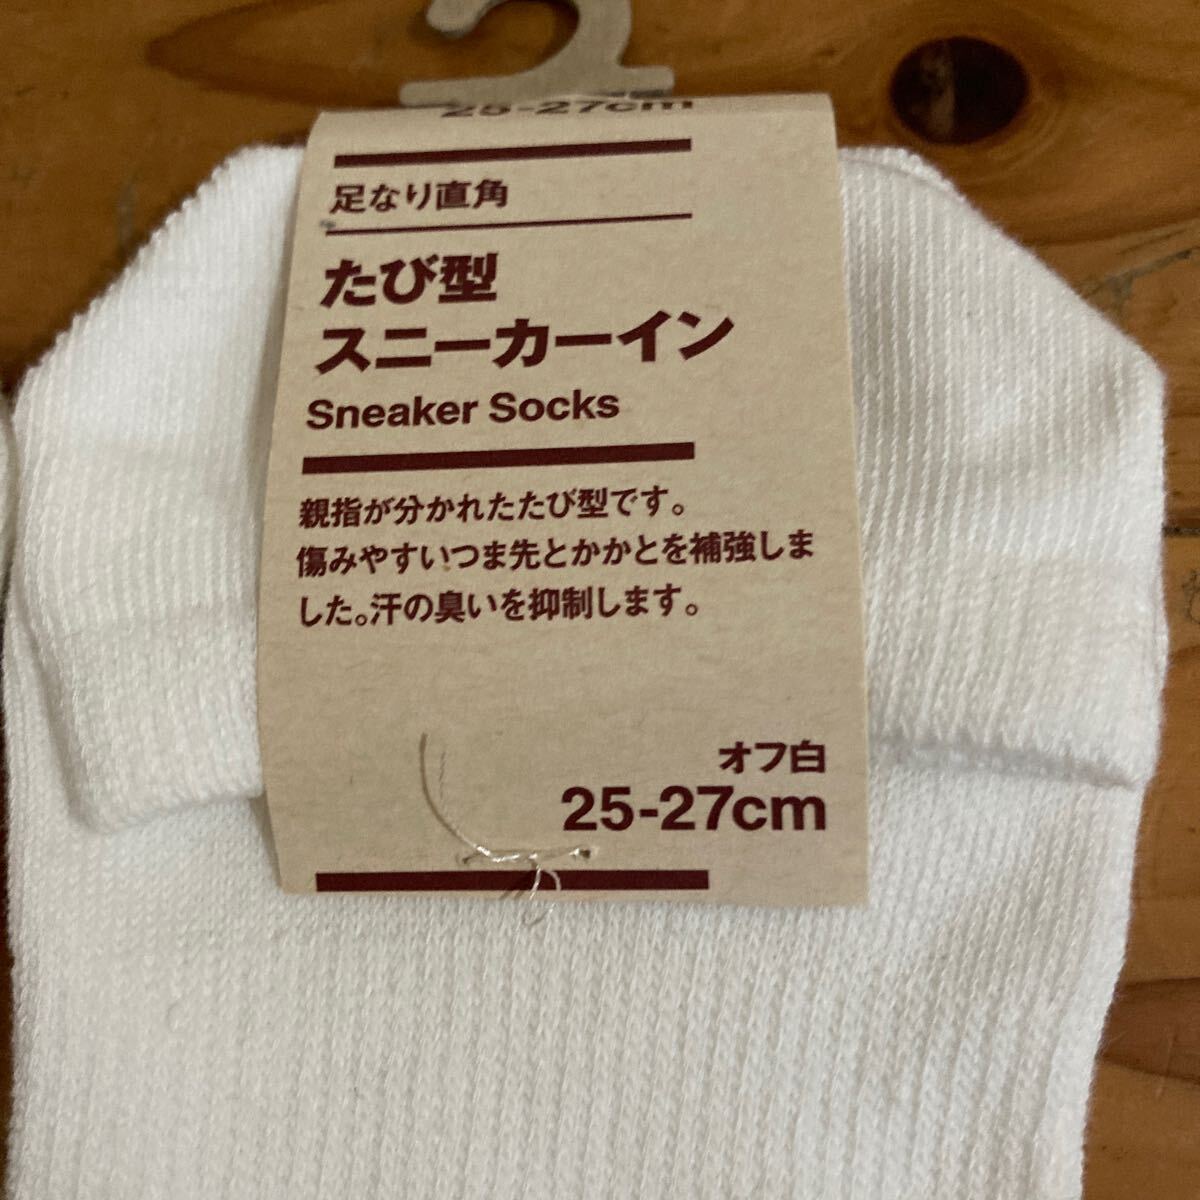 25-27cm
足なり直角
たび型
スニーカーイン
Sneaker Socks
親指が分かれたたび型です。
傷みやすいつま先とかかとを補強しま
した。汗の臭いを抑制します。
オフ白
25-27cm